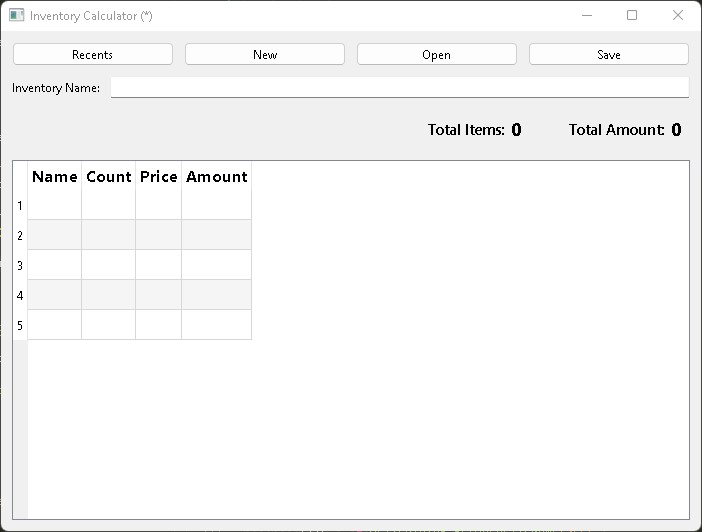 Inventory Calculator (*)
Recents New Open Save
Inventory Name:
Total Items: 0 Total Amount: 0
Name Count Price Amount
1
2
3
4
5